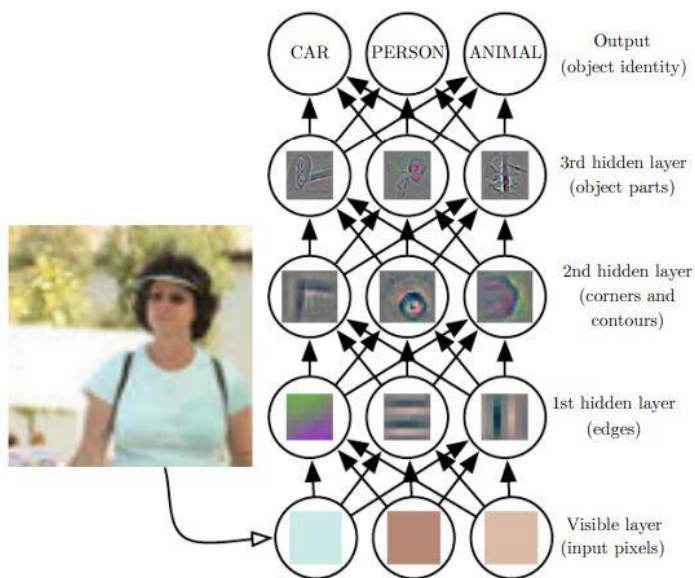 CAR
PERSON
ANIMAL
Output
(object identity)
3rd hidden layer
(object parts)
2nd hidden layer
(corners and
contours)
1st hidden layer
(edges)
Visible layer
(input pixels)